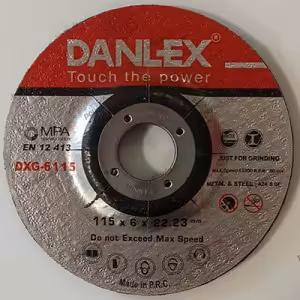 DANLEX®
Touch the power
MPA
EN 12 413
DXG-6115
JUST FOR GRINDING
METAL & STEEL
DANLEX
115 x 6 x 22.23 mm
Do not Exceed Max Speed
Made in P.R.C.